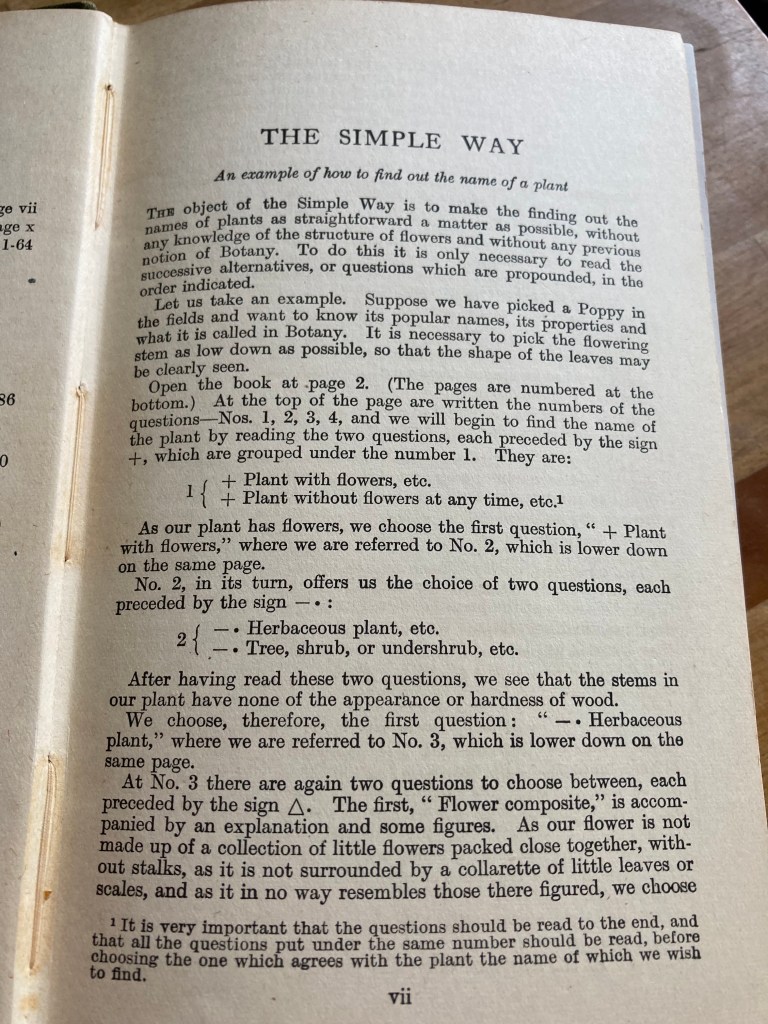 ge vii
age x
1-64
86
0
THE SIMPLE WAY
An example of how to find out the name of a plant
THE object of the Simple Way is to make the finding out the
names of plants as straightforward a matter as possible, without
any knowledge of the structure of flowers and without any previous
notion of Botany. To do this it is only necessary to read the
successive alternatives, or questions which are propounded, in the
order indicated.
Let us take an example. Suppose we have picked a Poppy in
the fields and want to know its popular names, its properties and
what it is called in Botany. It is necessary to pick the flowering
stem as low down as possible, so that the shape of the leaves may
be clearly seen.
Open the book at page 2. (The pages are numbered at the
bottom.) At the top of the page are written the numbers of the
questions—Nos. 1, 2, 3, 4, and we will begin to find the name of
the plant by reading the two questions, each preceded by the sign
+, which are grouped under the number 1. They are:
1 { + Plant with flowers, etc.
+ Plant without flowers at any time, etc.¹
As our plant has flowers, we choose the first question, “ + Plant
with flowers,” where we are referred to No. 2, which is lower down
on the same page.
No. 2, in its turn, offers us the choice of two questions, each
preceded by the sign —• :
2 { —• Herbaceous plant, etc.
—• Tree, shrub, or undershrub, etc.
After having read these two questions, we see that the stems in
our plant have none of the appearance or hardness of wood.
We choose, therefore, the first question : “ —• Herbaceous
plant,” where we are referred to No. 3, which is lower down on the
same page.
At No. 3 there are again two questions to choose between, each
preceded by the sign △. The first, “ Flower composite,” is accom-
panied by an explanation and some figures. As our flower is not
made up of a collection of little flowers packed close together, with-
out stalks, as it is not surrounded by a collarette of little leaves or
scales, and as it in no way resembles those there figured, we choose
¹ It is very important that the questions should be read to the end, and
that all the questions put under the same number should be read, before
choosing the one which agrees with the plant the name of which we wish
to find.
vii